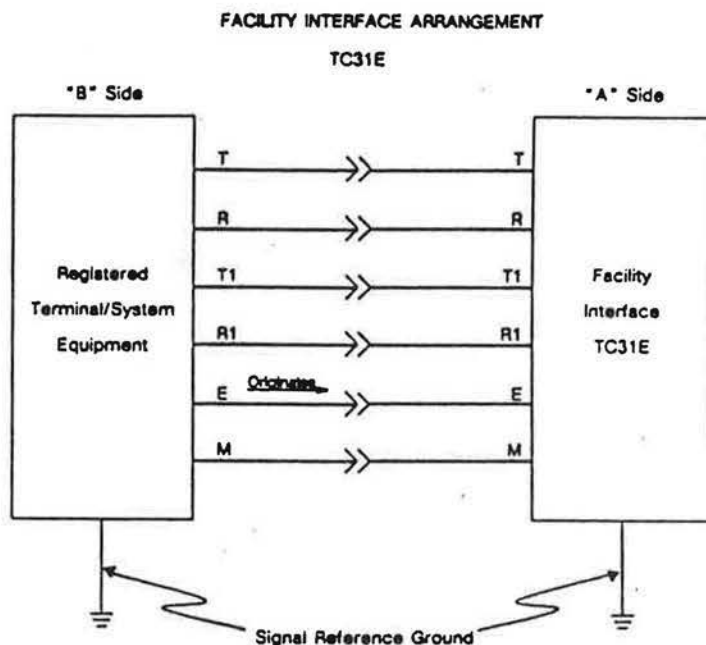 FACILITY INTERFACE ARRANGEMENT
TC31E
"B" Side
"A" Side
T
T
R
R
T1
T1
R1
R1
Originates
E
E
M
M
Registered
Terminal/System
Equipment
Facility
Interface
TC31E
Signal Reference Ground